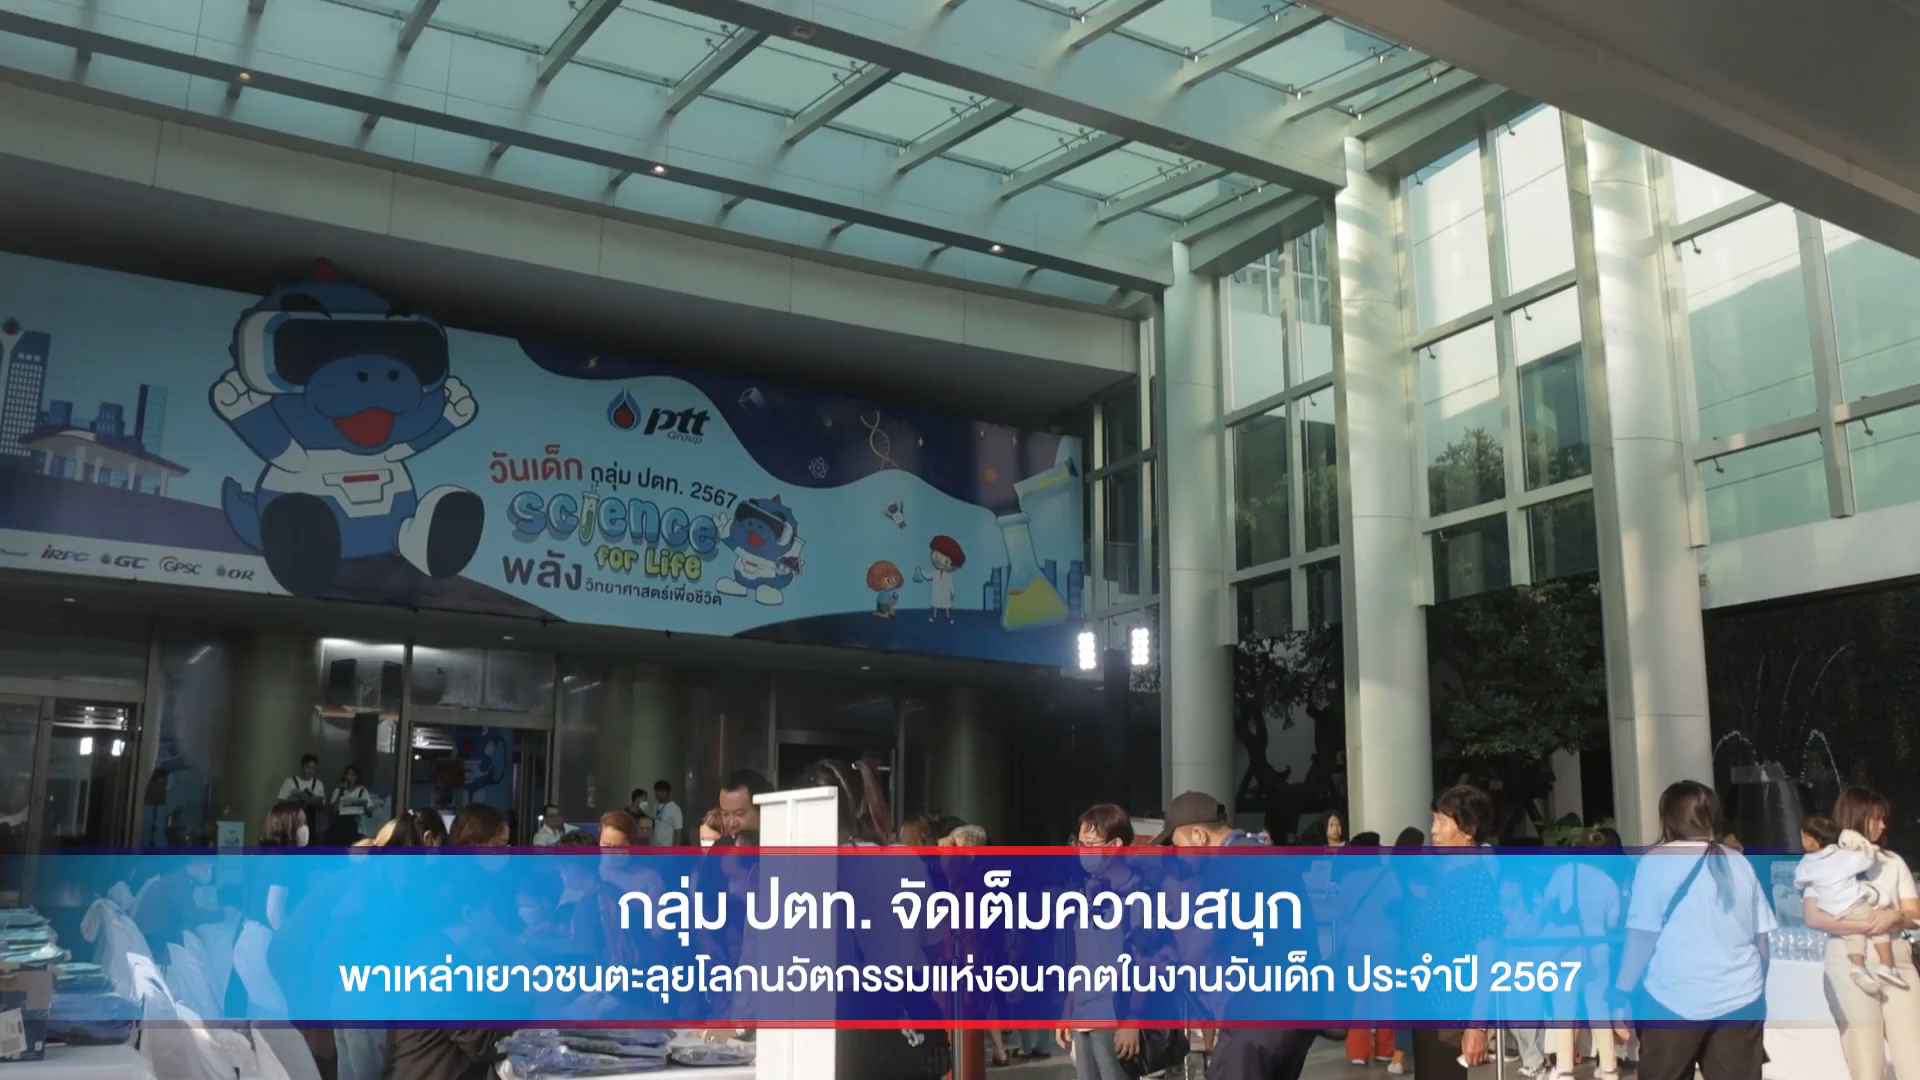 ptt
Group
วันเด็ก กลุ่ม ปตท. 2567
science
for Life
พลัง วิทยาศาสตร์เพื่อชีวิต
IRPC GC GPSC OR
กลุ่ม ปตท. จัดเต็มความสนุก
พาเหล่าเยาวชนตะลุยโลกนวัตกรรมแห่งอนาคตในงานวันเด็ก ประจำปี 2567